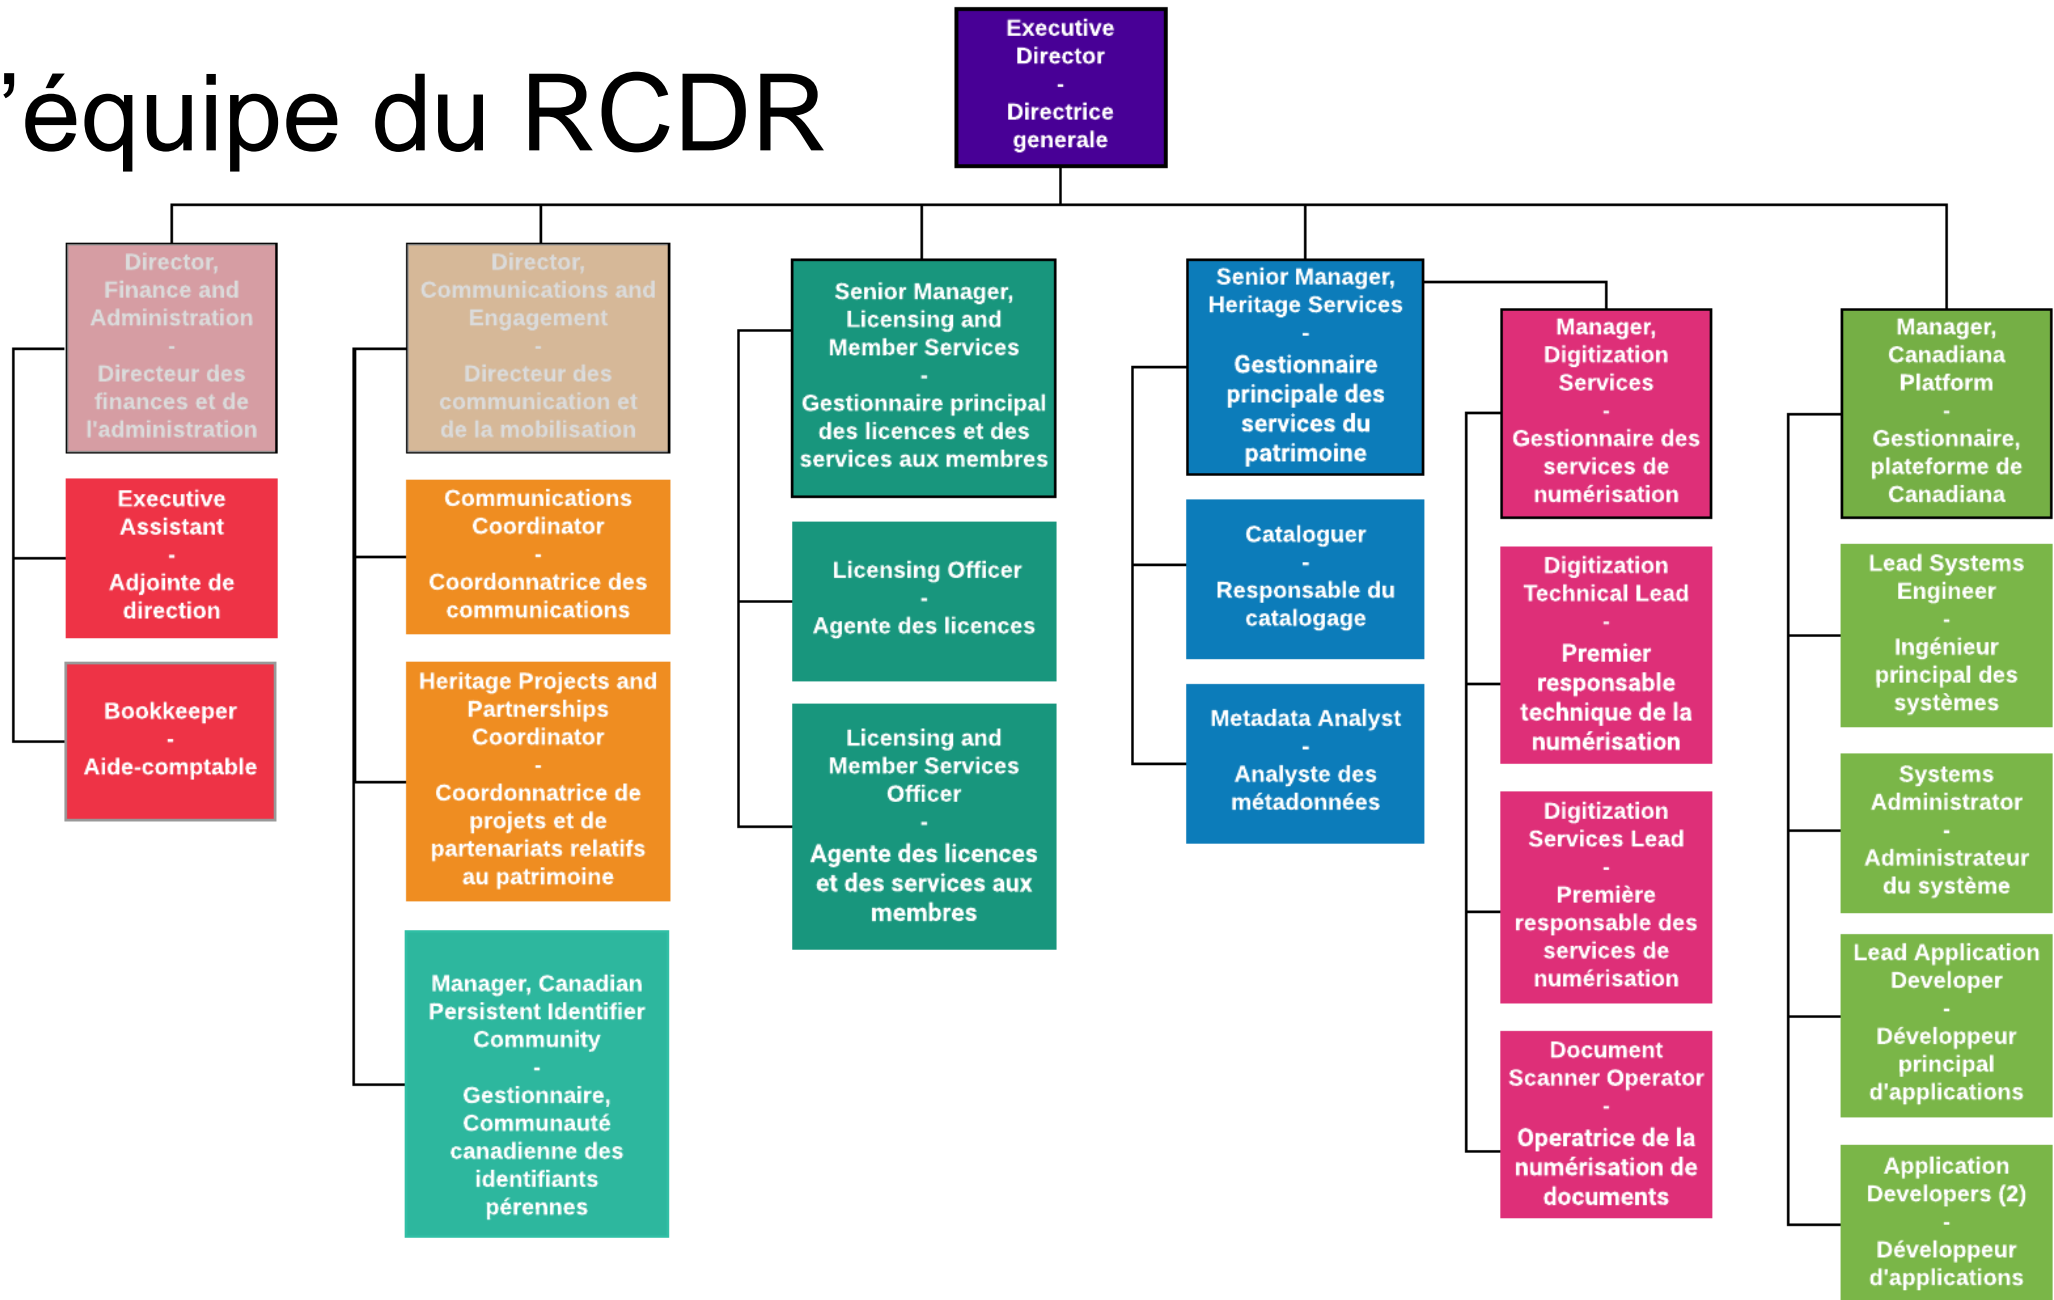 ’équipe du RCDR
Executive
Director
-
Directrice
generale
Director,
Finance and
Administration
-
Directeur des
finances et de
l'administration
Executive
Assistant
-
Adjointe de
direction
Bookkeeper
-
Aide-comptable
Director,
Communications and
Engagement
-
Directeur des
communication et
de la mobilisation
Communications
Coordinator
-
Coordonnatrice des
communications
Heritage Projects and
Partnerships
Coordinator
-
Coordonnatrice de
projets et de
partenariats relatifs
au patrimoine
Manager, Canadian
Persistent Identifier
Community
-
Gestionnaire,
Communauté
canadienne des
identifiants
pérennes
Senior Manager,
Licensing and
Member Services
-
Gestionnaire principal
des licences et des
services aux membres
Licensing Officer
-
Agente des licences
Licensing and
Member Services
Officer
-
Agente des licences
et des services aux
membres
Senior Manager,
Heritage Services
-
Gestionnaire
principale des
services du
patrimoine
Cataloguer
-
Responsable du
catalogage
Metadata Analyst
-
Analyste des
métadonnées
Manager,
Digitization
Services
-
Gestionnaire des
services de
numérisation
Digitization
Technical Lead
-
Premier
responsable
technique de la
numérisation
Digitization
Services Lead
-
Première
responsable des
services de
numérisation
Document
Scanner Operator
-
Operatrice de la
numérisation de
documents
Manager,
Canadiana
Platform
-
Gestionnaire,
plateforme de
Canadiana
Lead Systems
Engineer
-
Ingénieur
principal des
systèmes
Systems
Administrator
-
Administrateur
du système
Lead Application
Developer
-
Développeur
principal
d'applications
Application
Developers (2)
-
Développeur
d'applications